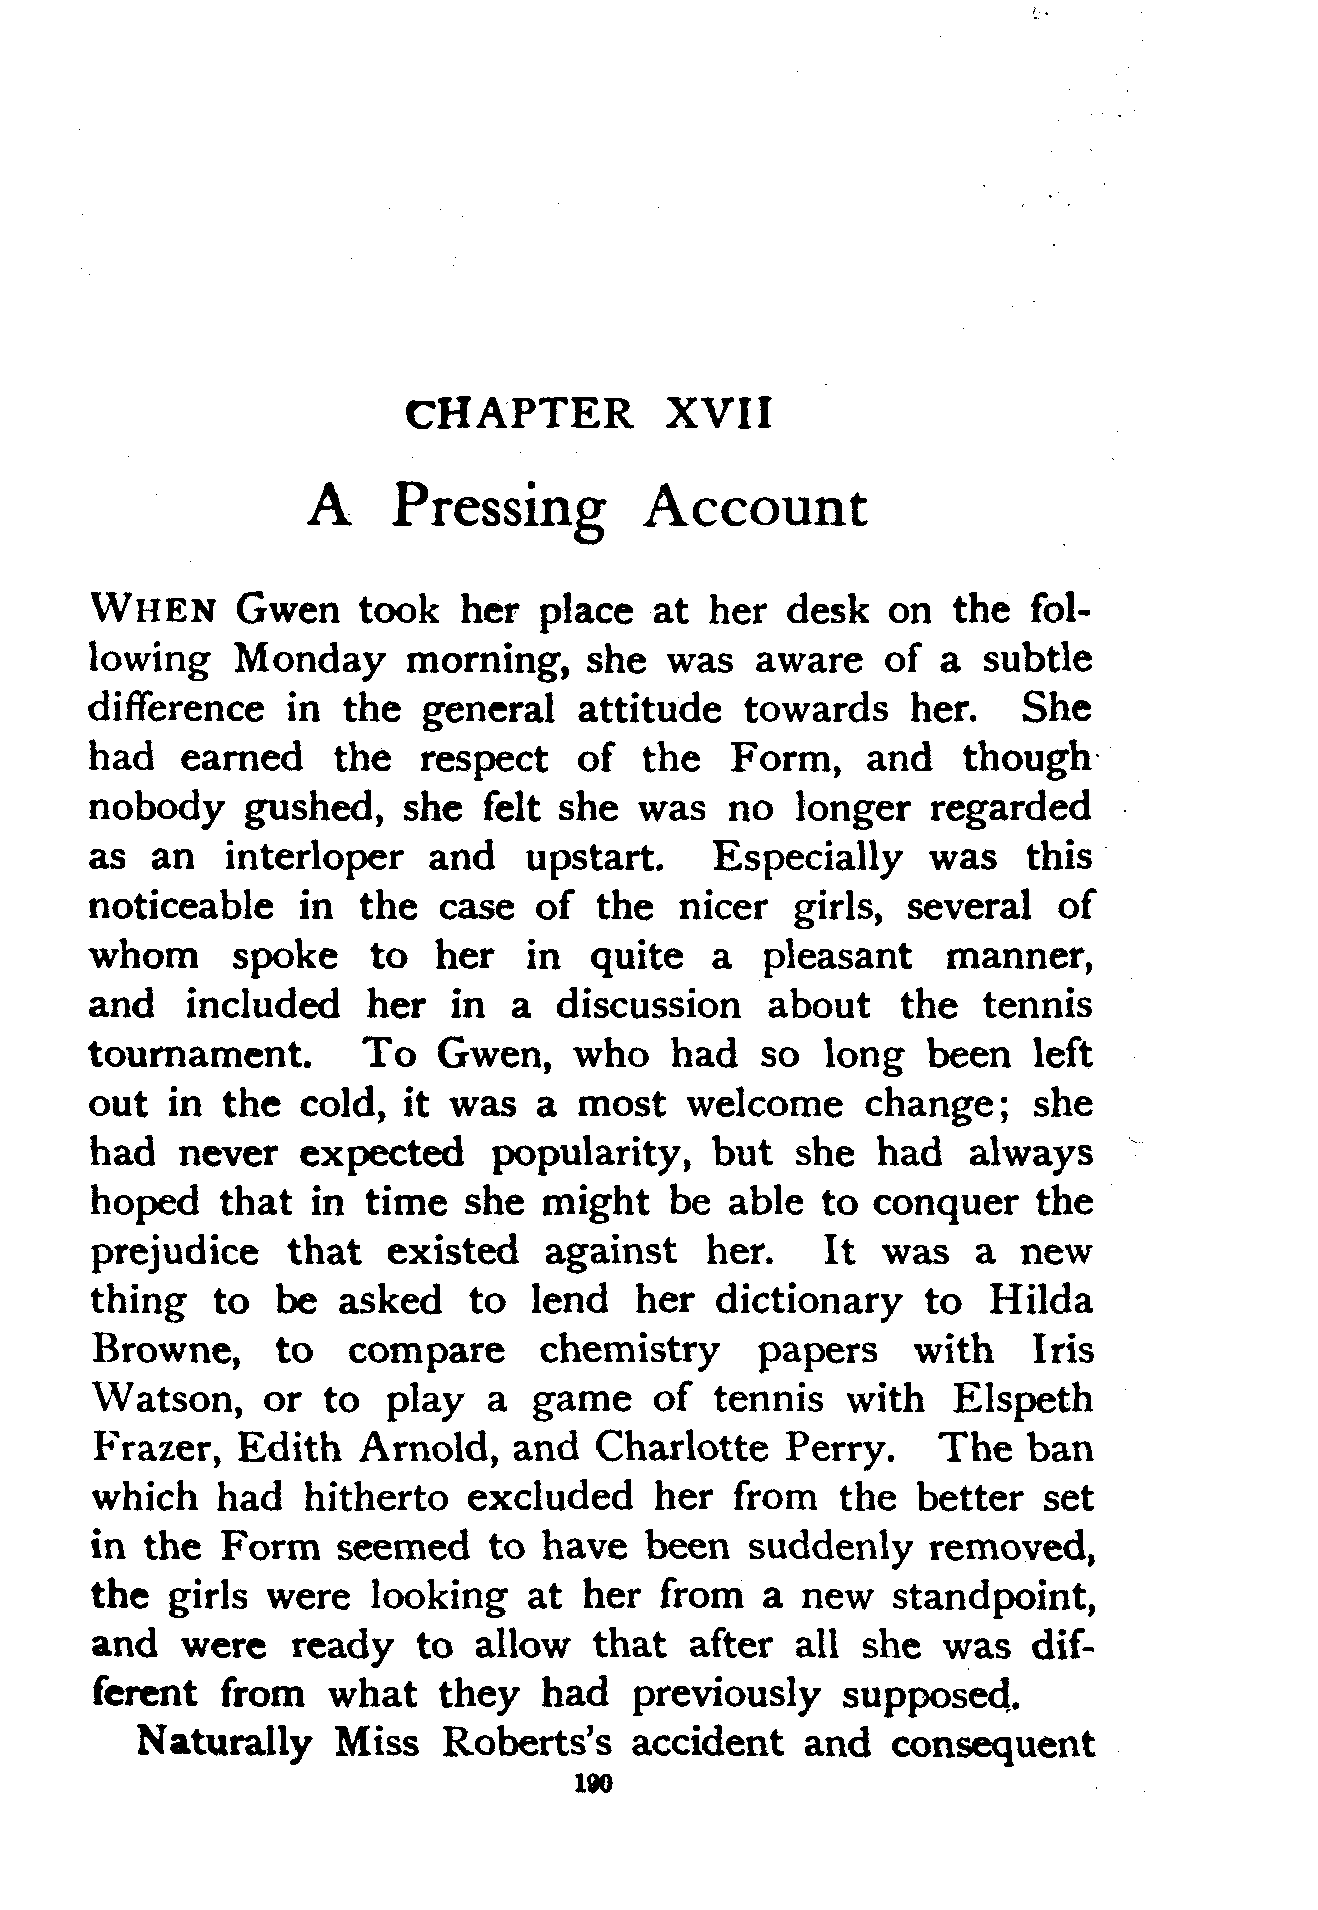 CHAPTER XVII
A Pressing Account
WHEN Gwen took her place at her desk on the fol-
lowing Monday morning, she was aware of a subtle
difference in the general attitude towards her. She
had earned the respect of the Form, and though
nobody gushed, she felt she was no longer regarded
as an interloper and upstart. Especially was this
noticeable in the case of the nicer girls, several of
whom spoke to her in quite a pleasant manner,
and included her in a discussion about the tennis
tournament. To Gwen, who had so long been left
out in the cold, it was a most welcome change; she
had never expected popularity, but she had always
hoped that in time she might be able to conquer the
prejudice that existed against her. It was a new
thing to be asked to lend her dictionary to Hilda
Browne, to compare chemistry papers with Iris
Watson, or to play a game of tennis with Elspeth
Frazer, Edith Arnold, and Charlotte Perry. The ban
which had hitherto excluded her from the better set
in the Form seemed to have been suddenly removed,
the girls were looking at her from a new standpoint,
and were ready to allow that after all she was dif-
ferent from what they had previously supposed.
Naturally Miss Roberts's accident and consequent
190